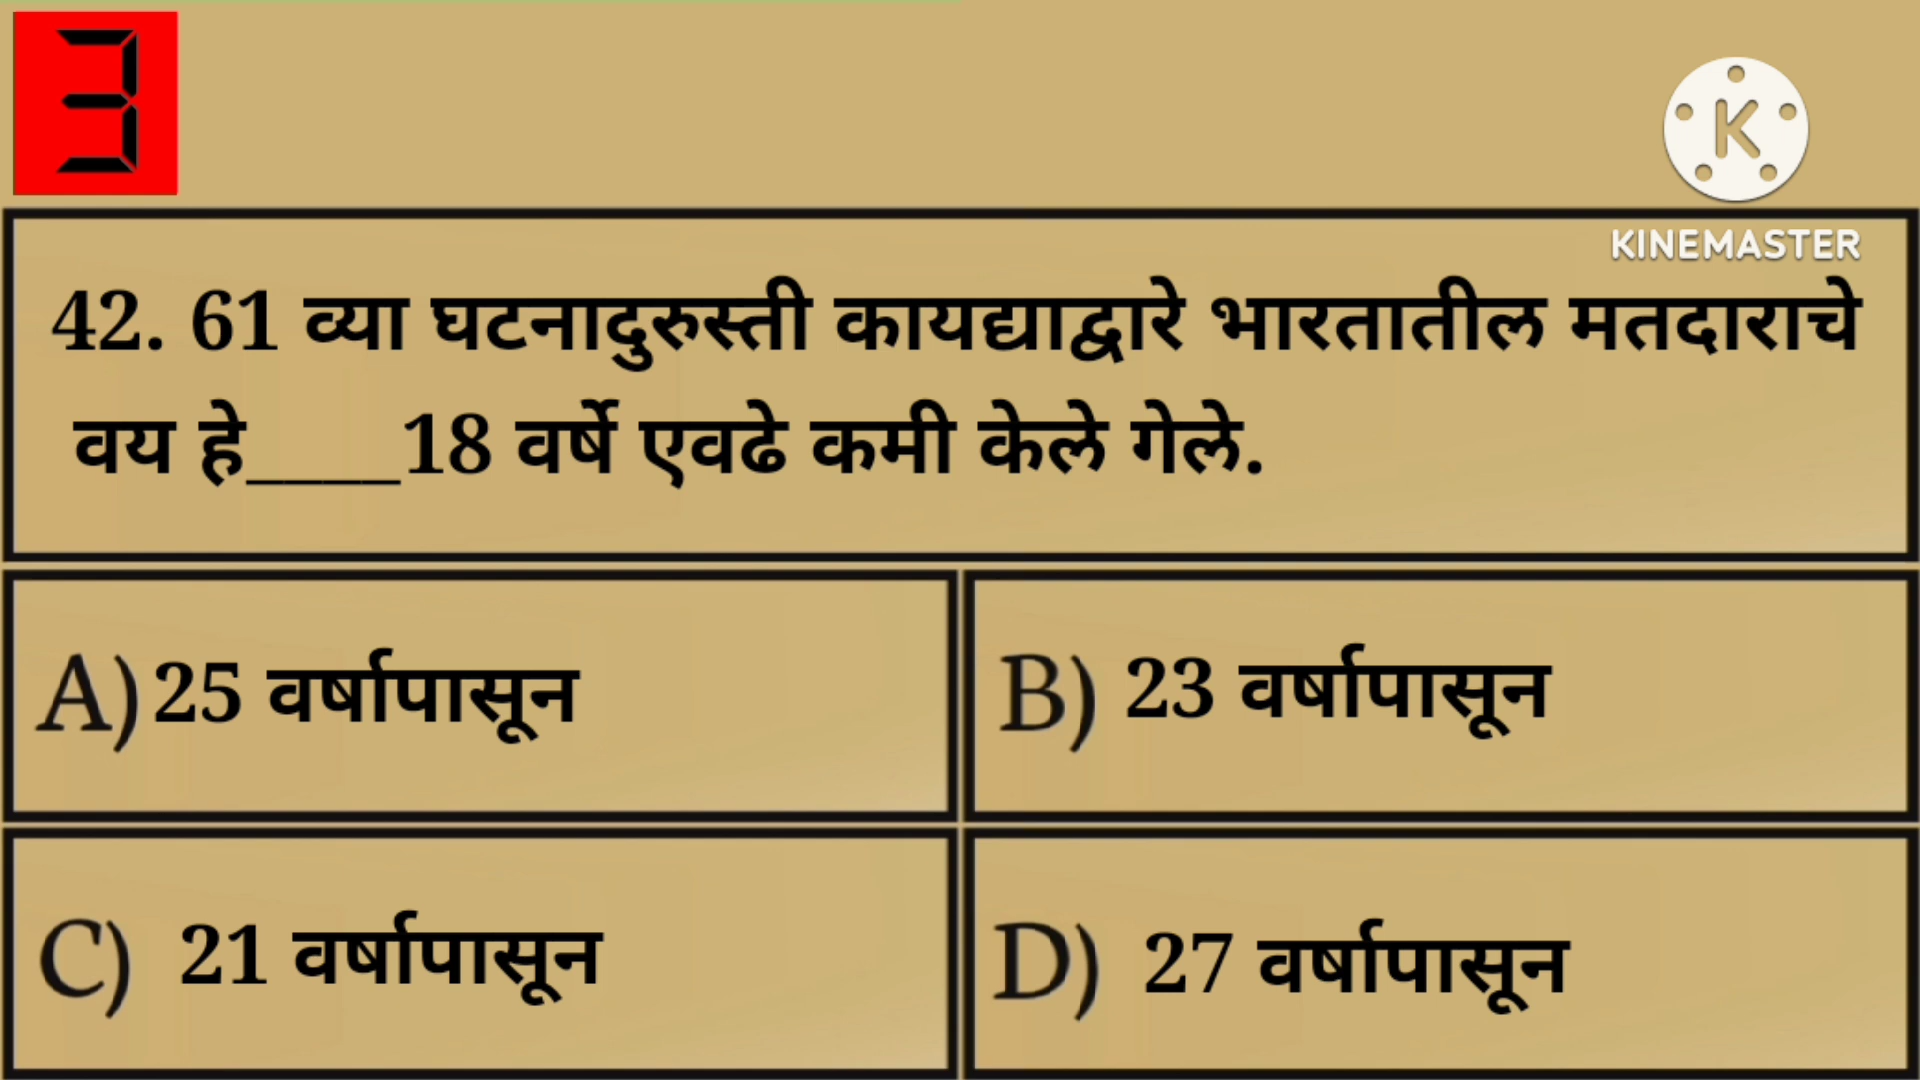 3
K
KINEMASTER
42. 61 व्या घटनादुरुस्ती कायद्याद्वारे भारतातील मतदाराचे
वय हे____18 वर्षे एवढे कमी केले गेले.
A) 25 वर्षापासून
B) 23 वर्षापासून
C) 21 वर्षापासून
D) 27 वर्षापासून